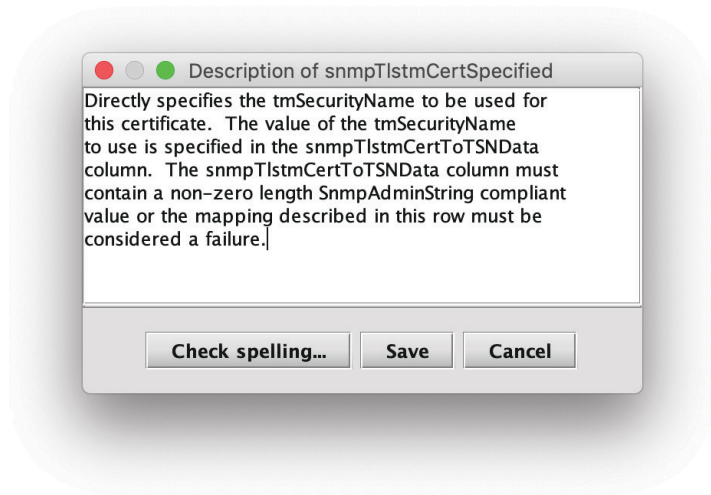 Description of snmpTlstmCertSpecified
Directly specifies the tmSecurityName to be used for
this certificate.  The value of the tmSecurityName
to use is specified in the snmpTlstmCertToTSNData
column.  The snmpTlstmCertToTSNData column must
contain a non-zero length SnmpAdminString compliant
value or the mapping described in this row must be
considered a failure.
Check spelling... Save Cancel